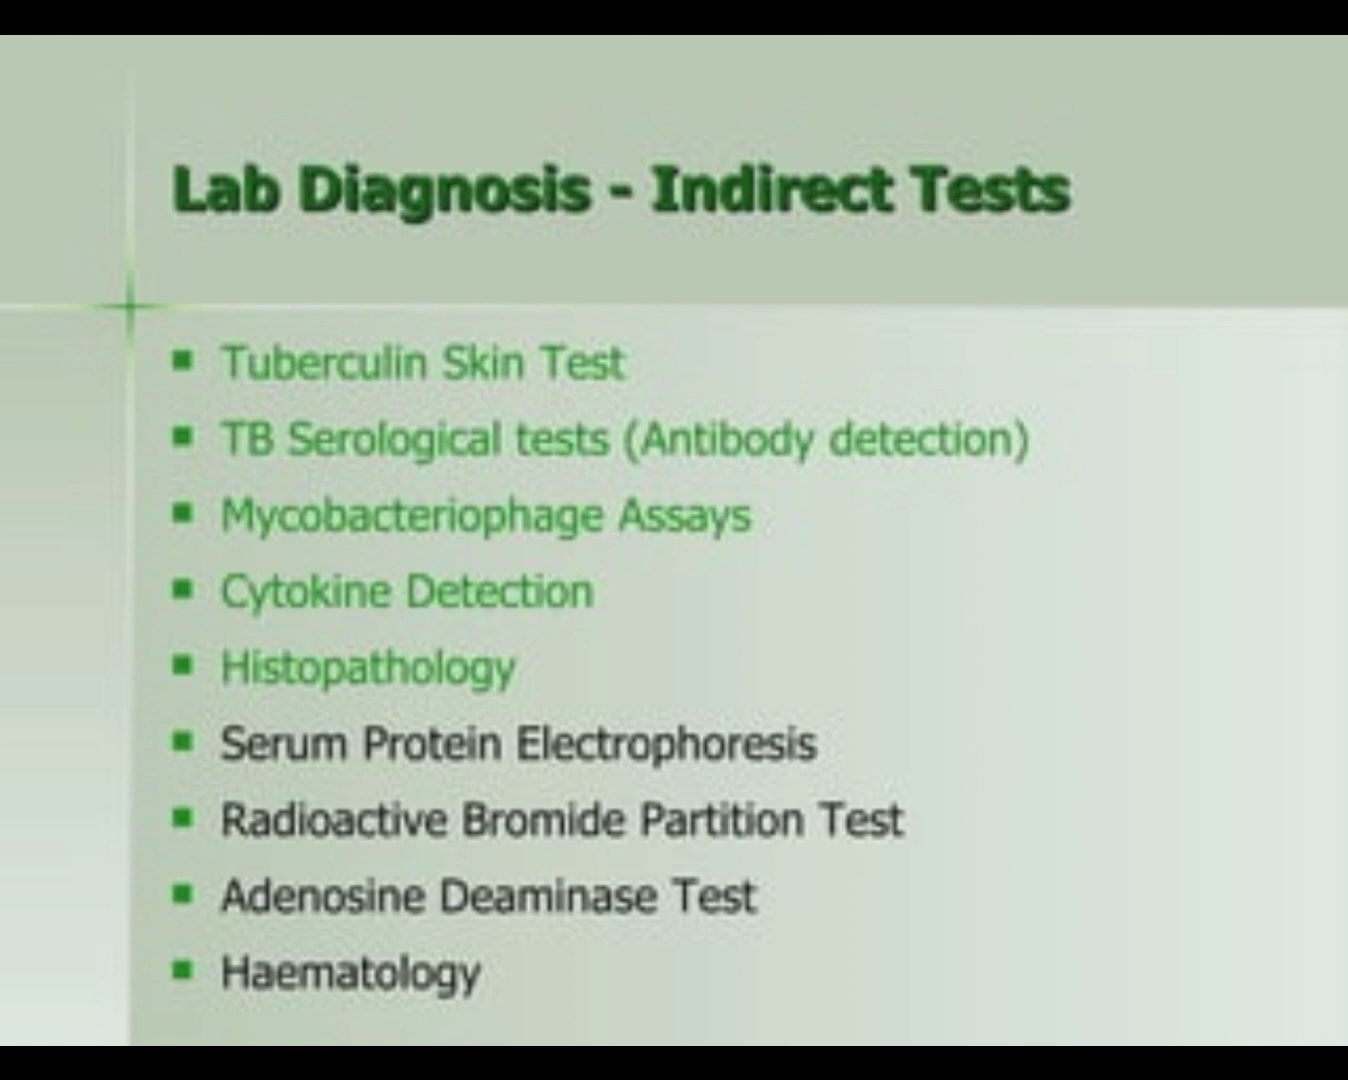 Lab Diagnosis - Indirect Tests
Tuberculin Skin Test
TB Serological tests (Antibody detection)
Mycobacteriophage Assays
Cytokine Detection
Histopathology
Serum Protein Electrophoresis
Radioactive Bromide Partition Test
Adenosine Deaminase Test
Haematology